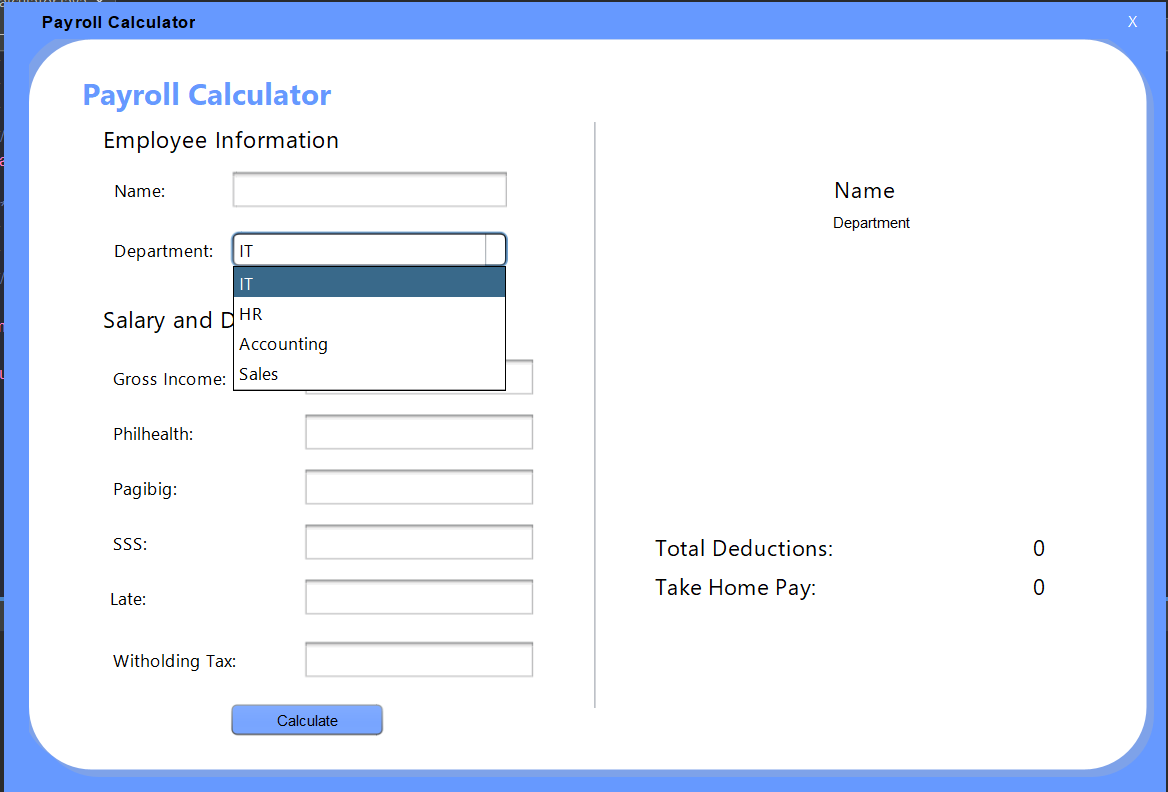 Payroll Calculator
X
Payroll Calculator
Employee Information
Name:
Department:
IT
IT
HR
Accounting
Sales
Salary and D
Gross Income:
Philhealth:
Pagibig:
SSS:
Late:
Witholding Tax:
Calculate
Name
Department
Total Deductions: 0
Take Home Pay: 0